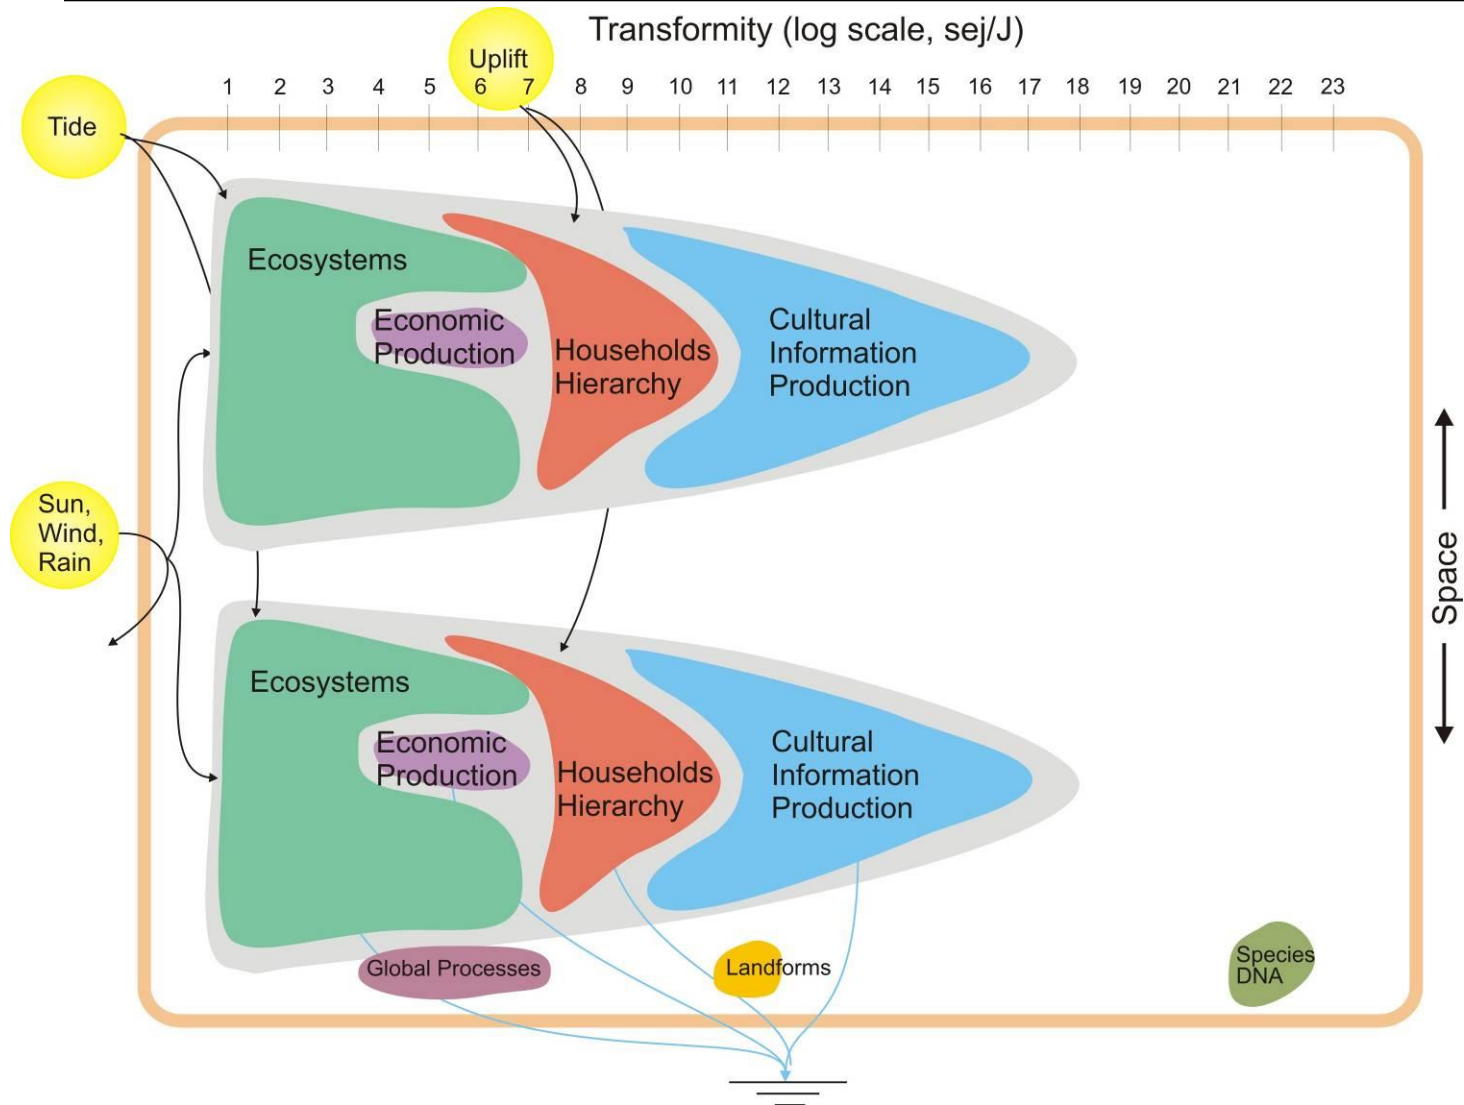 Transformity (log scale, sej/J)
Uplift
1 2 3 4 5 6 7 8 9 10 11 12 13 14 15 16 17 18 19 20 21 22 23
Tide
Ecosystems
Economic
Production
Households
Hierarchy
Cultural
Information
Production
Sun,
Wind,
Rain
Space
Ecosystems
Economic
Production
Households
Hierarchy
Cultural
Information
Production
Global Processes
Landforms
Species
DNA